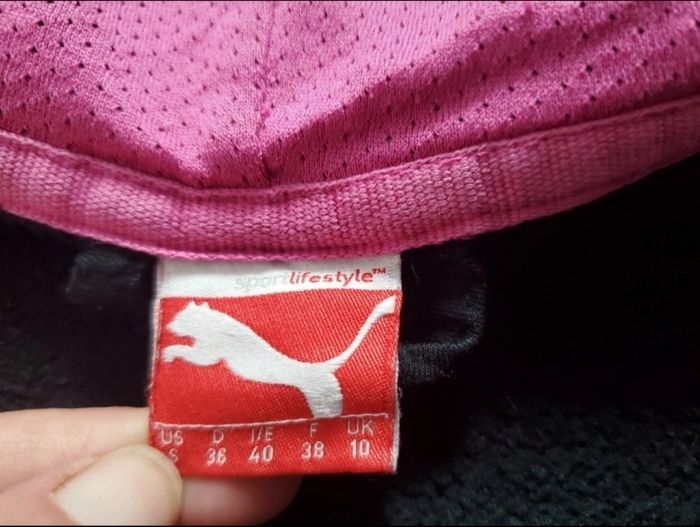 sportlifestyle™
US D I/E F UK
S 36 40 38 10